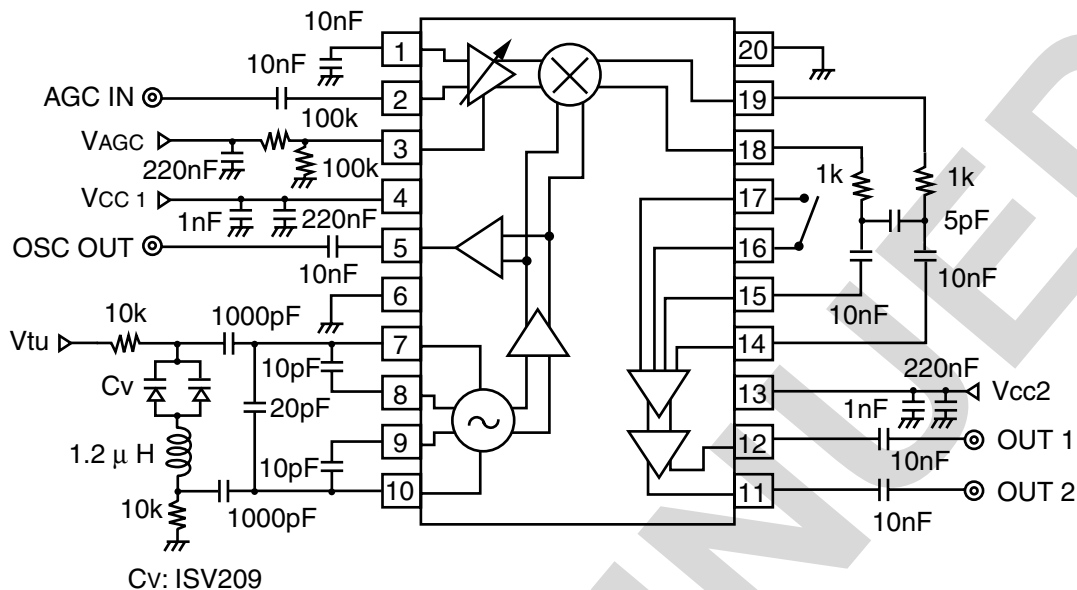 10nF
1
20
10nF
AGC IN
2
19
VAGC
100k
3
18
220nF
100k
1k
1k
VCC 1
4
17
1nF
220nF
5pF
OSC OUT
5
16
10nF
10nF
6
15
10nF
10k
1000pF
Vtu
7
14
10pF
220nF
Cv
8
13
Vcc2
20pF
1nF
9
12
OUT 1
1.2 μ H
10pF
10nF
10
11
OUT 2
10k
1000pF
10nF
Cv: ISV209
NUED